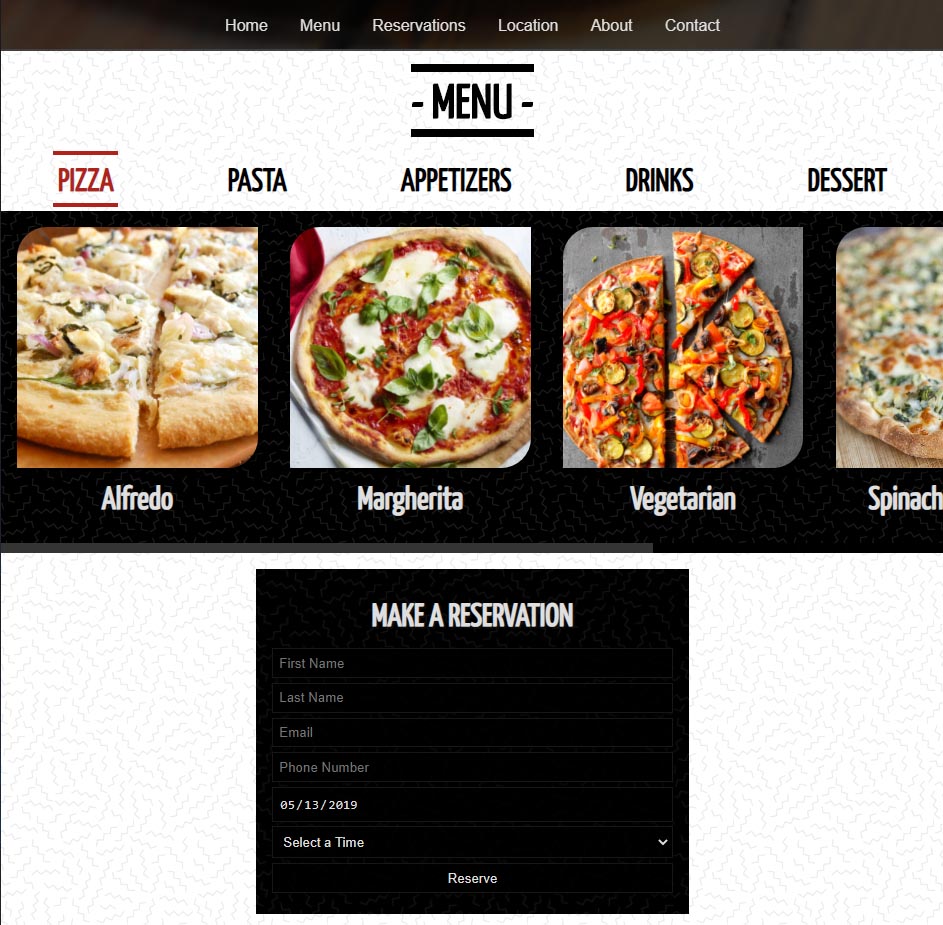 Home Menu Reservations Location About Contact
- MENU -
PIZZA PASTA APPETIZERS DRINKS DESSERT
Alfredo Margherita Vegetarian Spinach
MAKE A RESERVATION
First Name
Last Name
Email
Phone Number
05/13/2019
Select a Time
Reserve